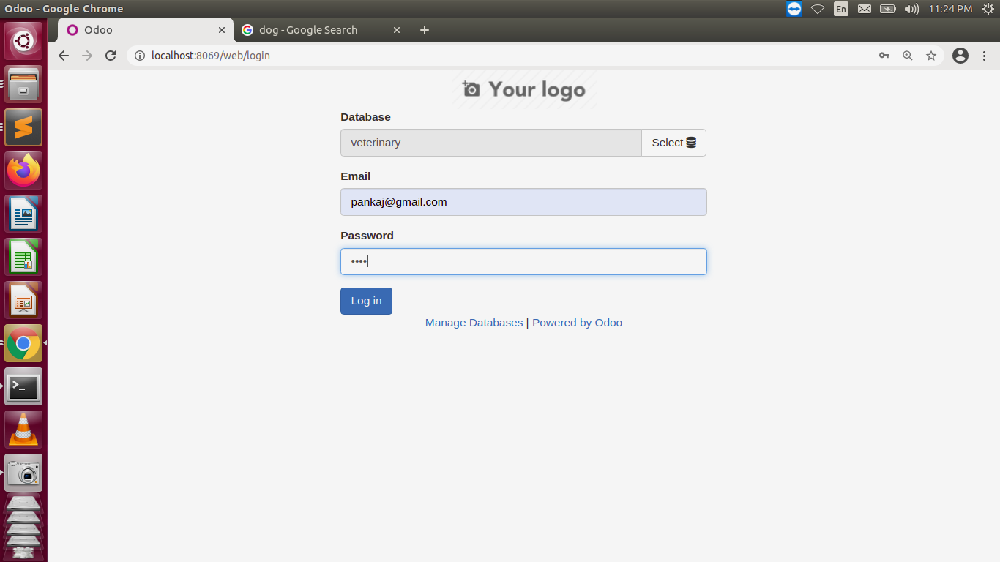 Odoo - Google Chrome
En
11:24 PM
Odoo
dog - Google Search
localhost:8069/web/login
Your logo
Database
veterinary
Select
Email
pankaj@gmail.com
Password
••••
Log in
Manage Databases | Powered by Odoo